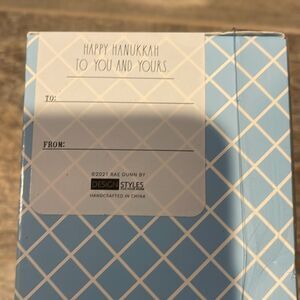 HAPPY HANUKKAH
TO YOU AND YOURS.
TO:
FROM:
©2021 RAE DUNN BY
DESIGN STYLES
HANDCRAFTED IN CHINA